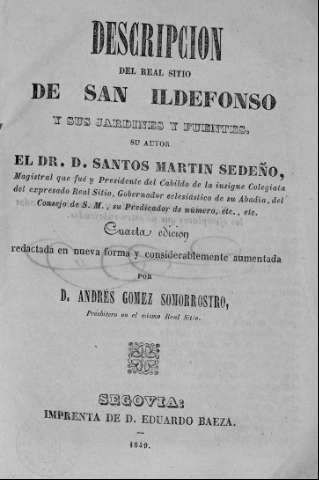 DESCRIPCION
DEL REAL SITIO
DE SAN ILDEFONSO
Y SUS JARDINES Y FUENTES.
SU AUTOR
EL DR. D. SANTOS MARTIN SEDEÑO,
Magistral que fué y Presidente del Cabildo de la insigne Colegiata
del expresado Real Sitio, Gobernador eclesiástico de su Abadia, del
Consejo de S. M., su Predicador de número, etc., etc.
Cuarta edicion
redactada en nueva forma y considerablemente aumentada
POR
D. ANDRES GOMEZ SOMORROSTRO,
Presbítero en el mismo Real Sitio.
SEGOVIA:
IMPRENTA DE D. EDUARDO BAEZA.
1849.